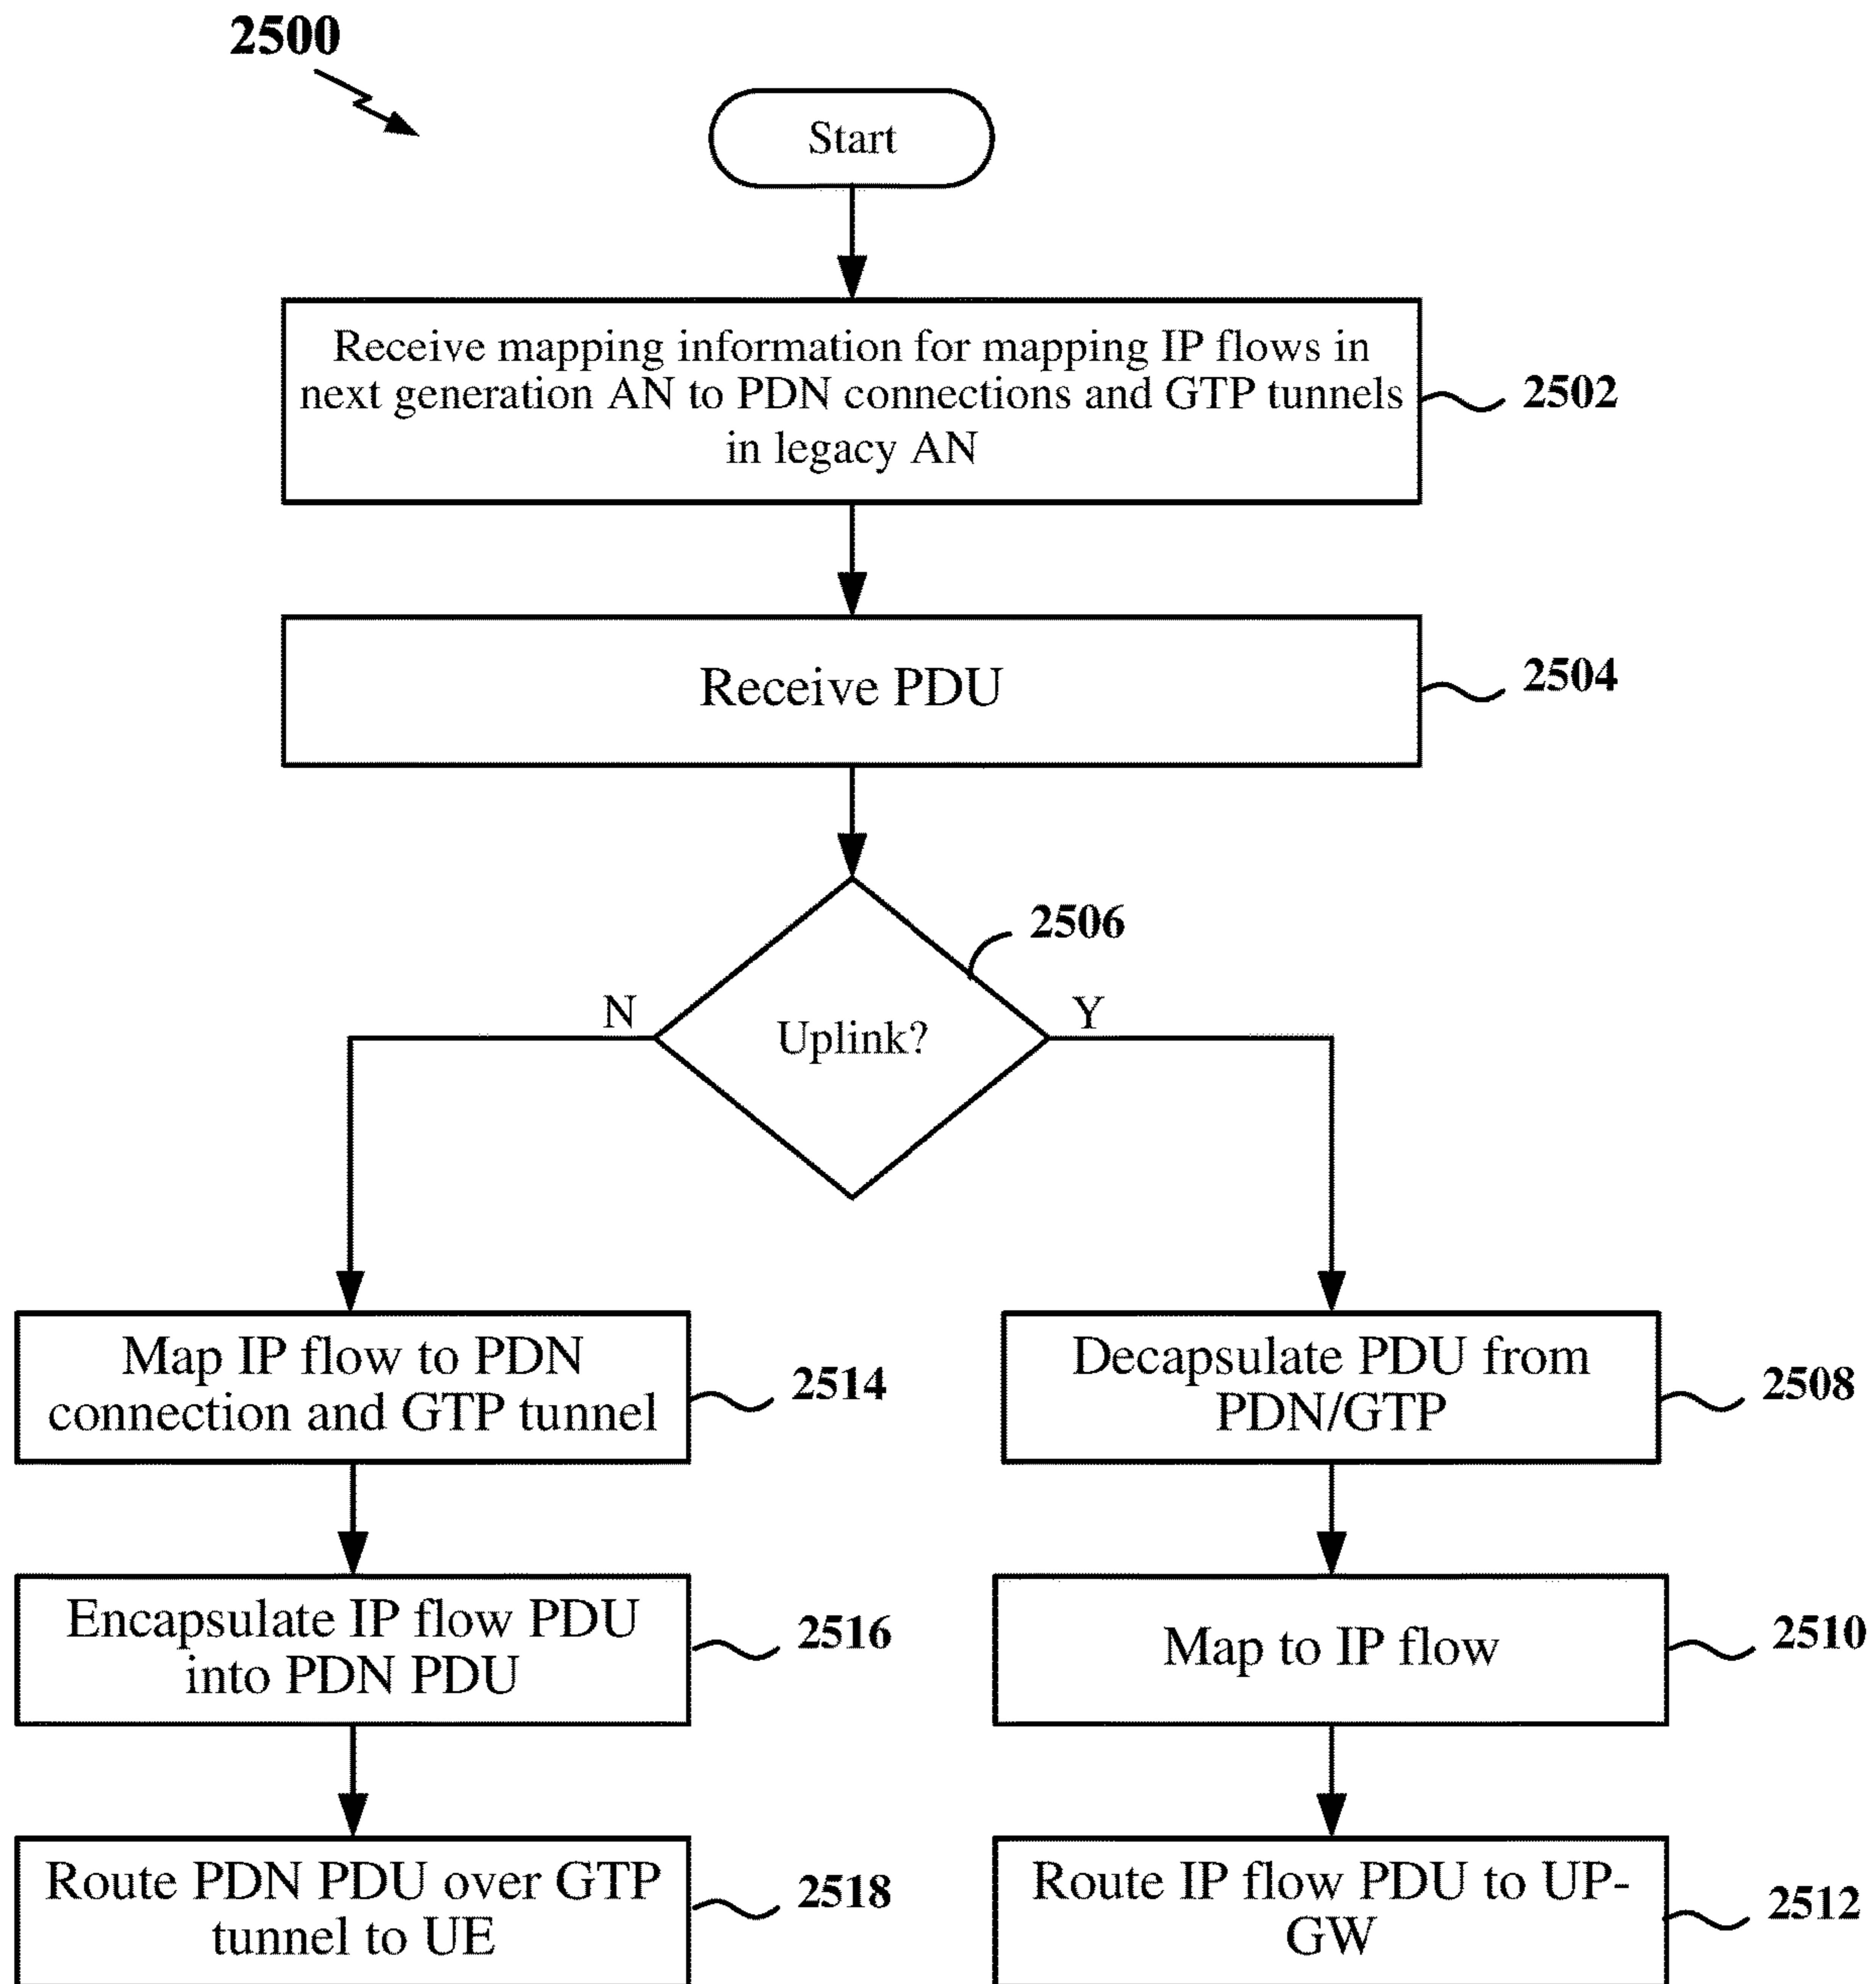 2500
Start
Receive mapping information for mapping IP flows in
next generation AN to PDN connections and GTP tunnels
in legacy AN
2502
Receive PDU
2504
2506
Uplink?
N
Y
Map IP flow to PDN
connection and GTP tunnel
2514
Decapsulate PDU from
PDN/GTP
2508
Encapsulate IP flow PDU
into PDN PDU
2516
Map to IP flow
2510
Route PDN PDU over GTP
tunnel to UE
2518
Route IP flow PDU to UP-
GW
2512